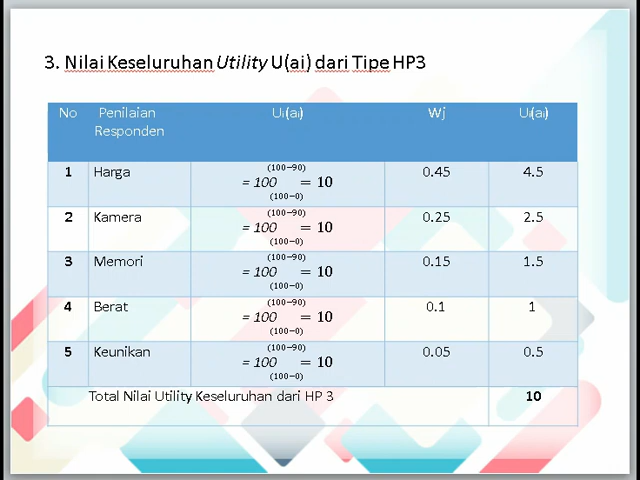 3. Nilai Keseluruhan Utility U(ai) dari Tipe HP3
No Penilaian Responden Uᵢ(aᵢ) Wj Uᵢ(aᵢ)
1 Harga = 100 (100−90) (100−0) = 10 0.45 4.5
2 Kamera = 100 (100−90) (100−0) = 10 0.25 2.5
3 Memori = 100 (100−90) (100−0) = 10 0.15 1.5
4 Berat = 100 (100−90) (100−0) = 10 0.1 1
5 Keunikan = 100 (100−90) (100−0) = 10 0.05 0.5
Total Nilai Utility Keseluruhan dari HP 3 10